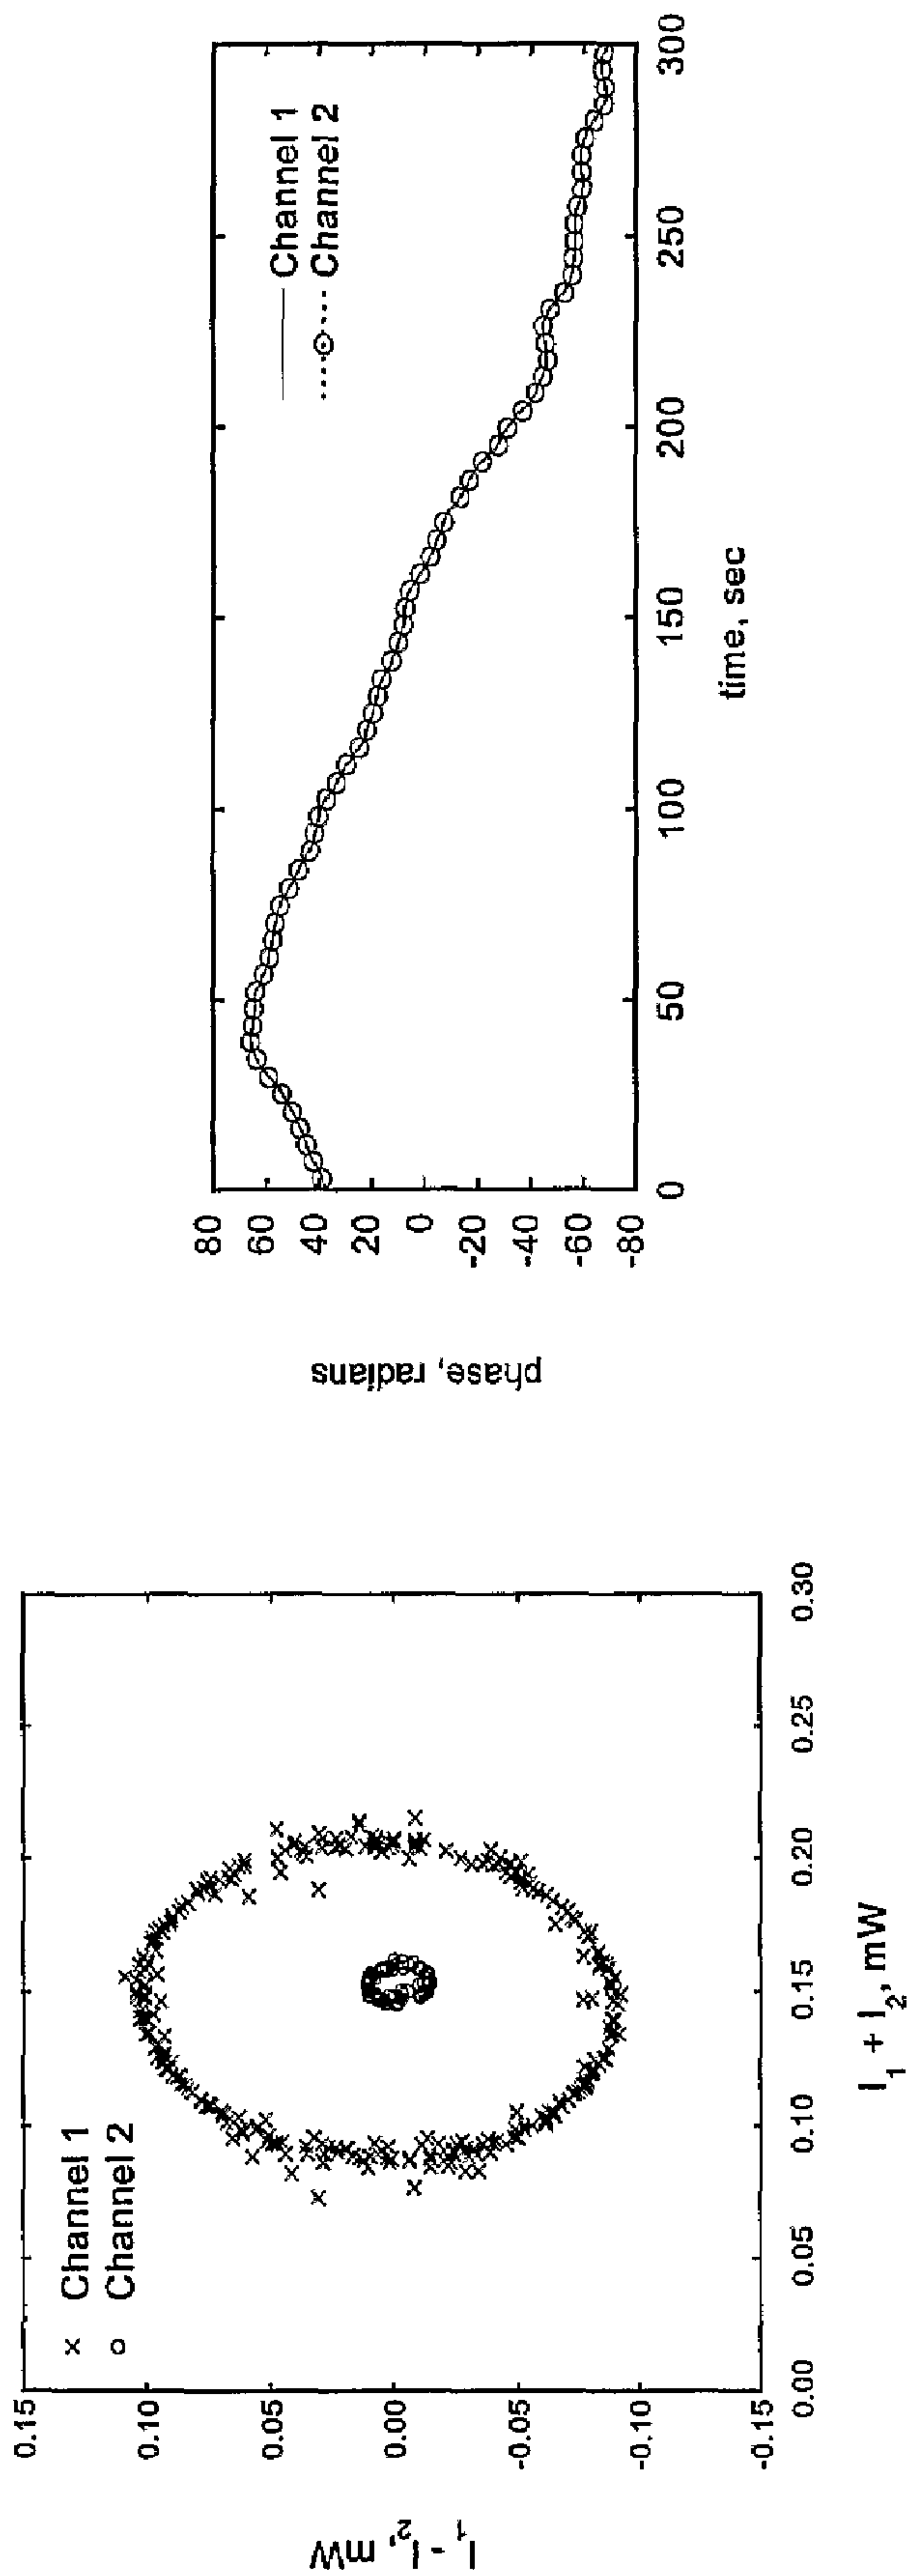 × Channel 1
o Channel 2
0.15
0.10
0.05
0.00
-0.05
-0.10
-0.15
I₁ - I₂, mW
0.00 0.05 0.10 0.15 0.20 0.25 0.30
I₁ + I₂, mW
Channel 1
Channel 2
80
60
40
20
0
-20
-40
-60
-80
phase, radians
0 50 100 150 200 250 300
time, sec